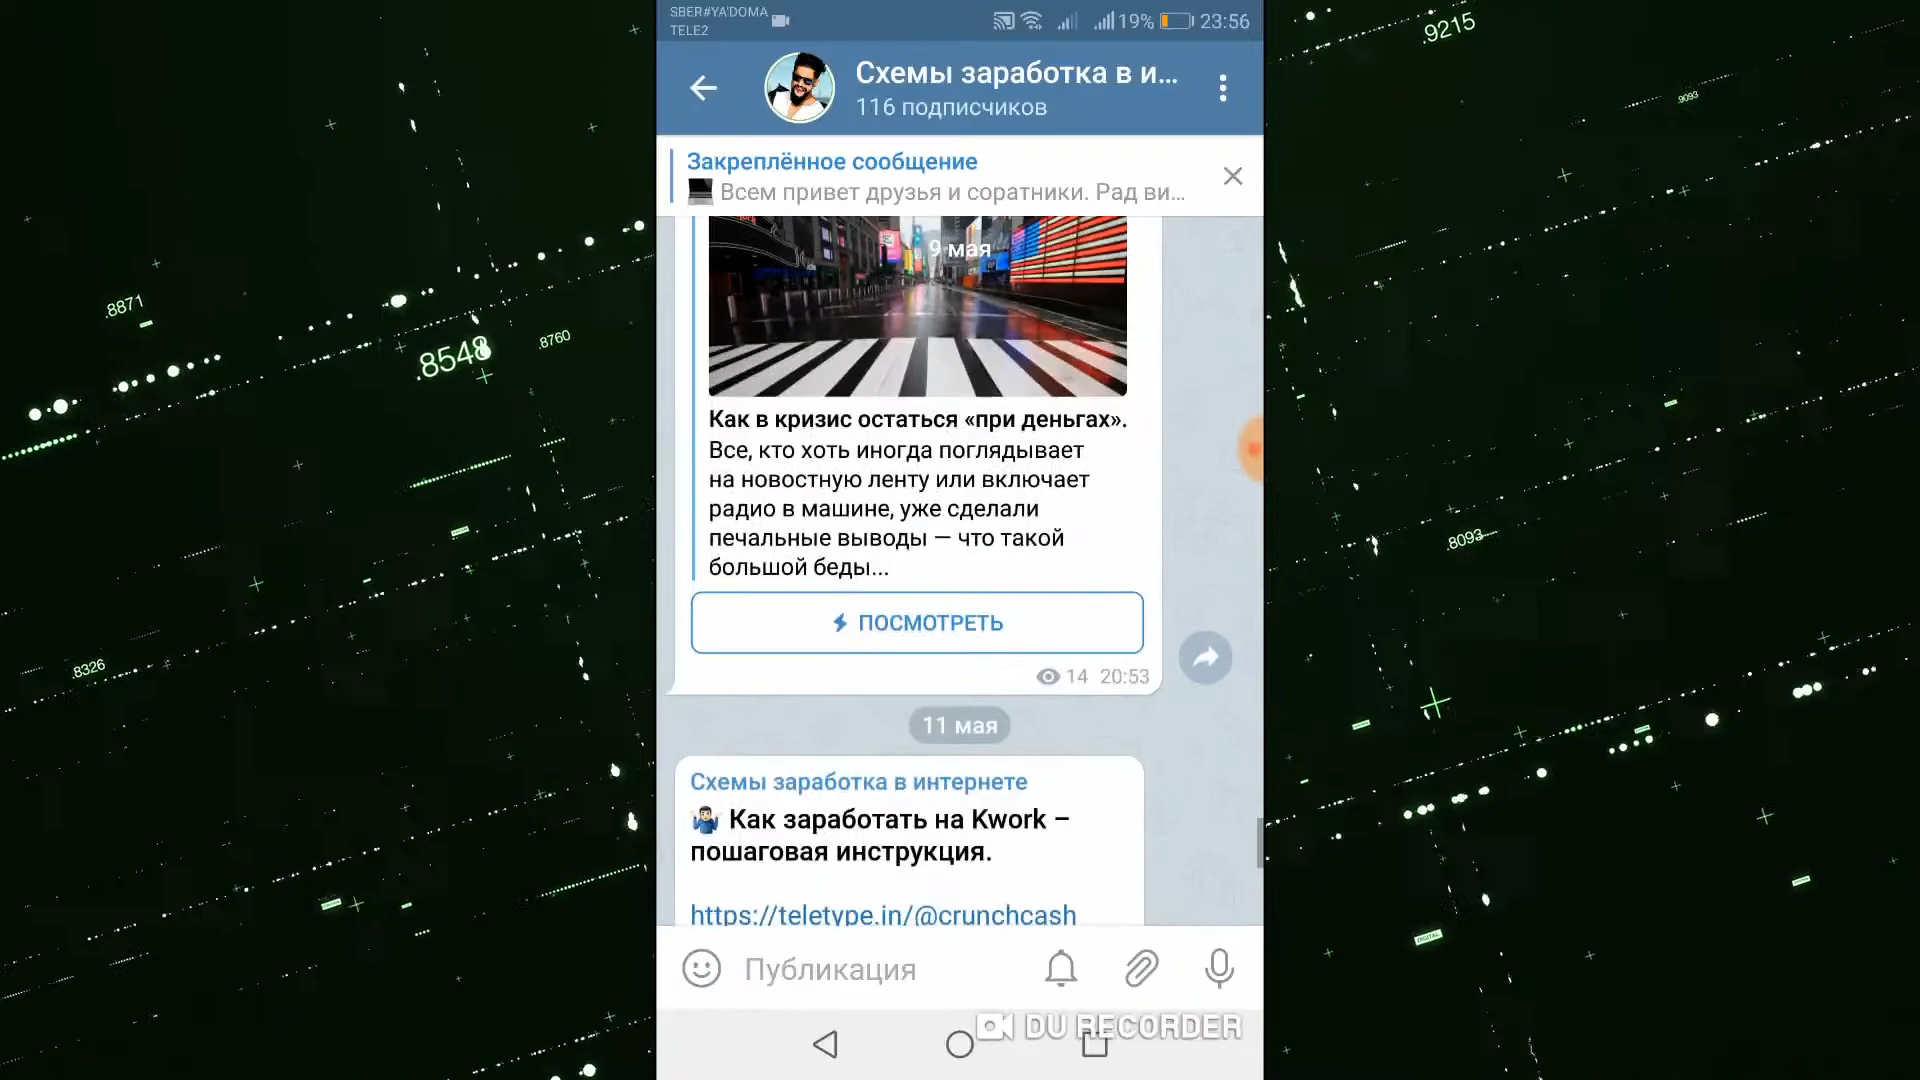 SBER#YA'DOMA
TELE2
19%
23:56
Схемы заработка в и...
116 подписчиков
Закреплённое сообщение
Всем привет друзья и соратники. Рад ви...
9 мая
Как в кризис остаться «при деньгах».
Все, кто хоть иногда поглядывает
на новостную ленту или включает
радио в машине, уже сделали
печальные выводы — что такой
большой беды...
ПОСМОТРЕТЬ
14 20:53
11 мая
Схемы заработка в интернете
Как заработать на Kwork –
пошаговая инструкция.
https://teletype.in/@crunchcash
Публикация
DU RECORDER
.8871
.8548
.8760
.8326
.9215
.9093
.8093
DIGITAL